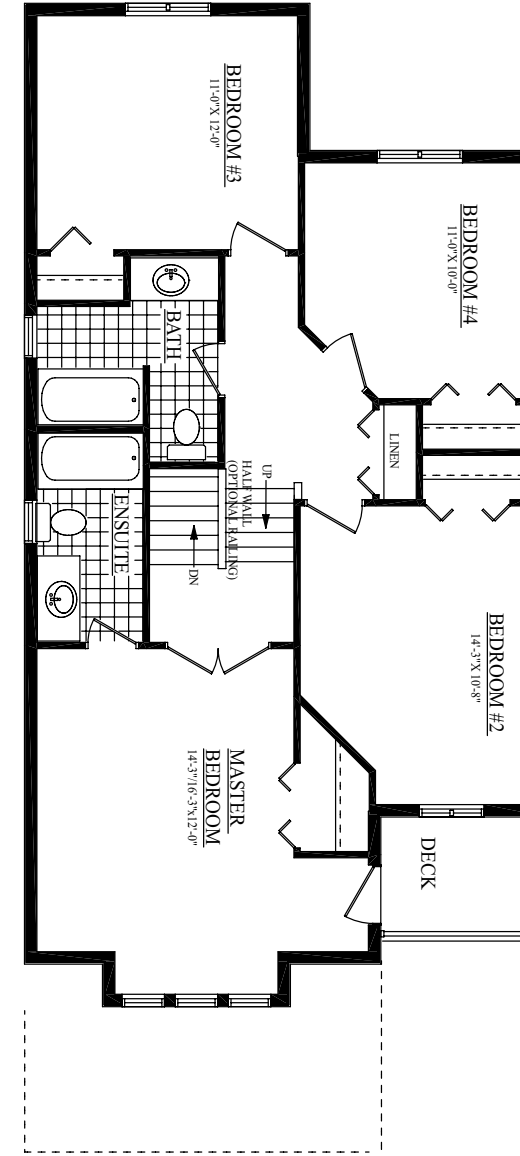 BEDROOM #3
11'-0"X 12'-0"
BEDROOM #4
11'-0"X 10'-0"
BATH
LINEN
UP
HALF WALL
(OPTIONAL RAILING)
DN
ENSUITE
BEDROOM #2
14'-3"X 10'-8"
MASTER
BEDROOM
14'-3"/16'-3"x12'-0"
DECK